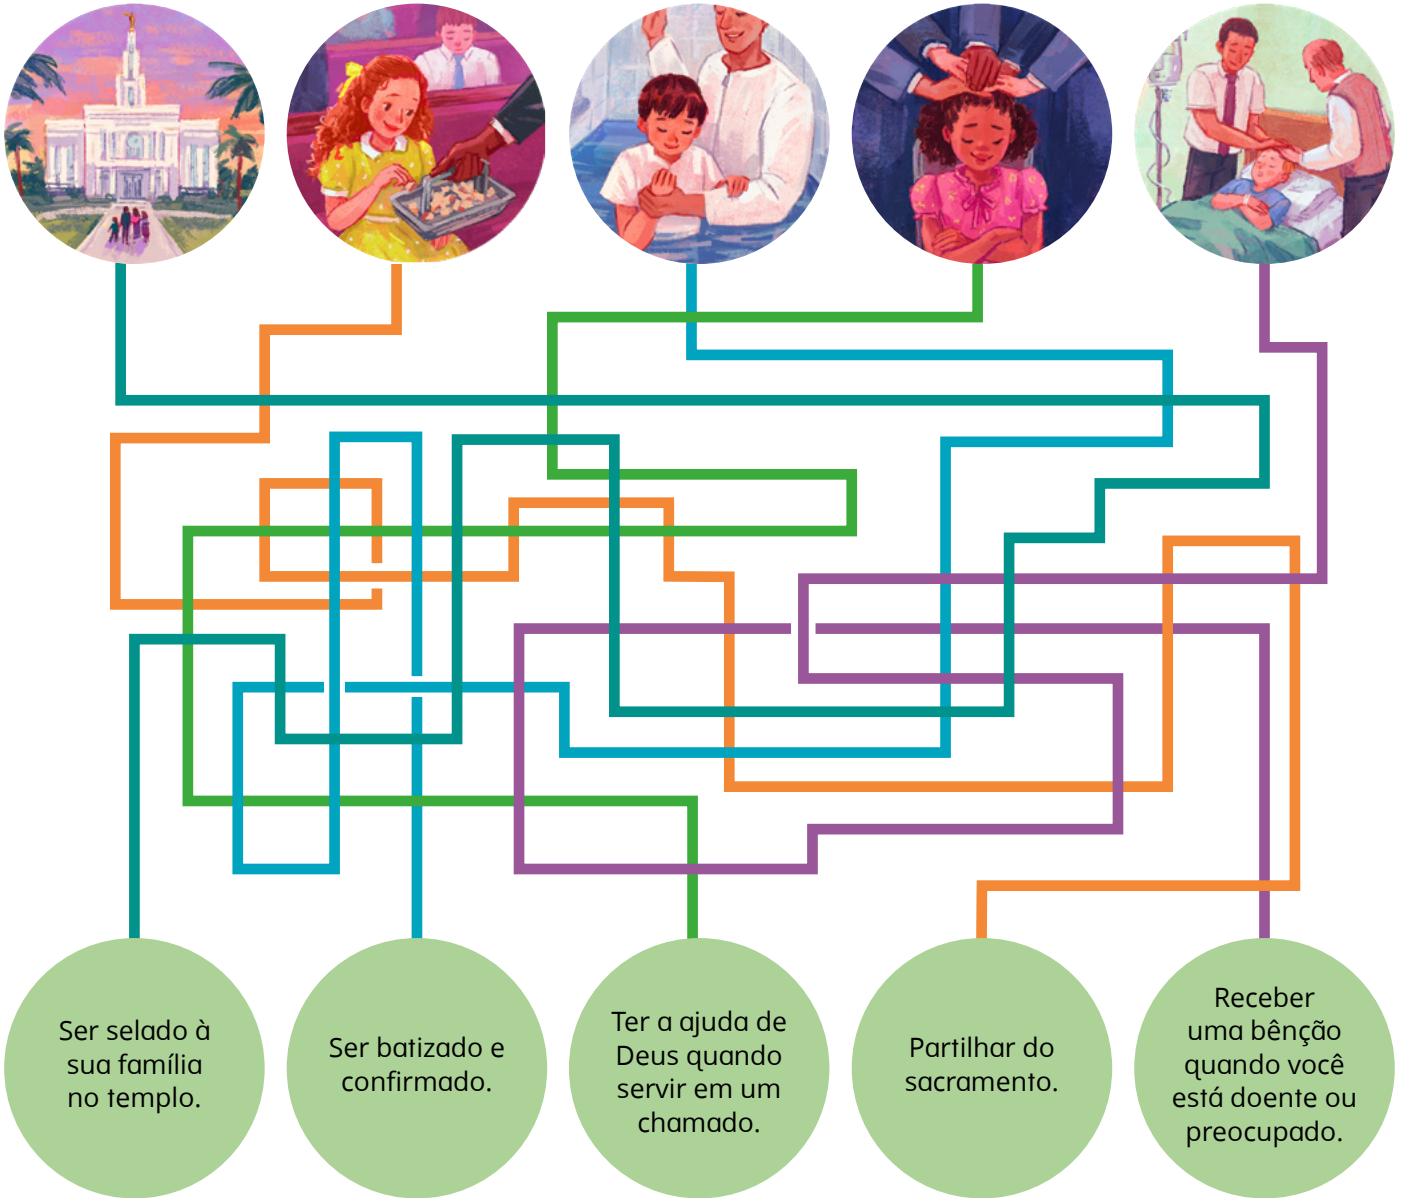 Ser selado à
sua família
no templo.
Ser batizado e
confirmado.
Ter a ajuda de
Deus quando
servir em um
chamado.
Partilhar do
sacramento.
Receber
uma bênção
quando você
está doente ou
preocupado.